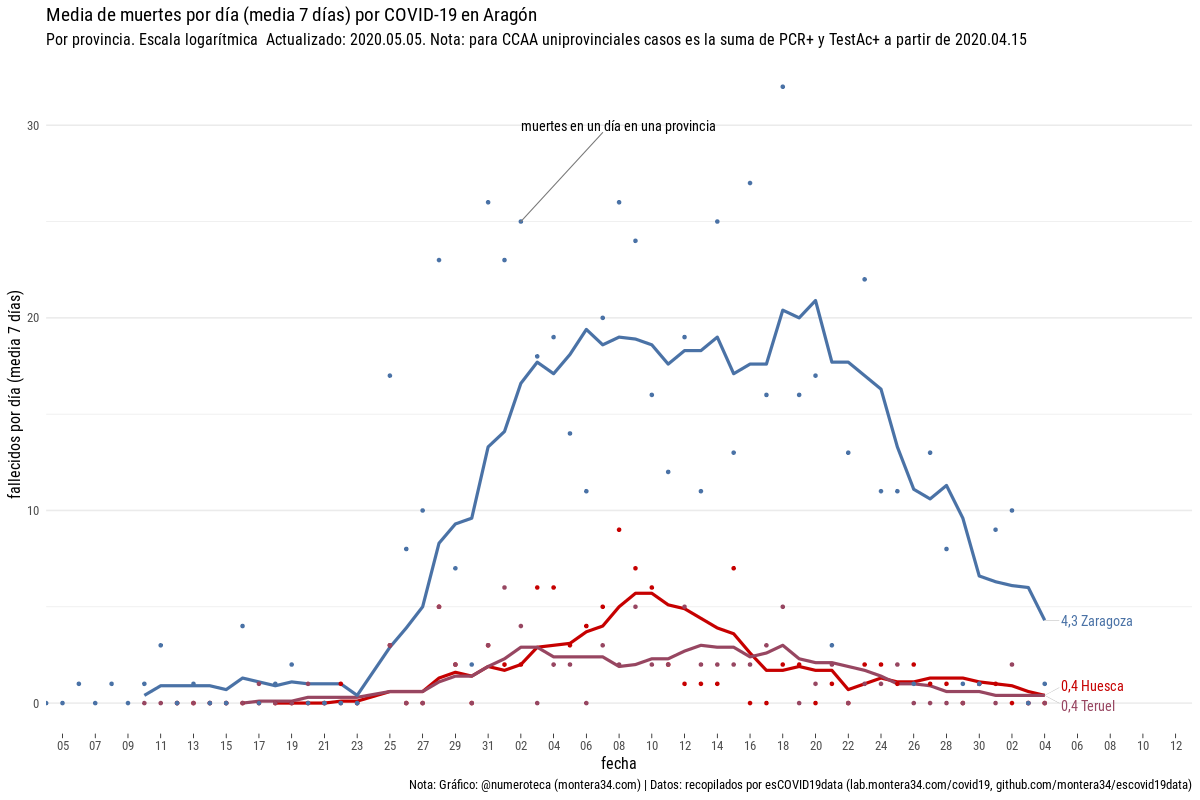 Media de muertes por día (media 7 días) por COVID-19 en Aragón
Por provincia. Escala logarítmica  Actualizado: 2020.05.05. Nota: para CCAA uniprovinciales casos es la suma de PCR+ y TestAc+ a partir de 2020.04.15
muertes en un día en una provincia
fallecidos por día (media 7 días)
30
20
10
0
4,3 Zaragoza
0,4 Huesca
0,4 Teruel
05 07 09 11 13 15 17 19 21 23 25 27 29 31 02 04 06 08 10 12 14 16 18 20 22 24 26 28 30 02 04 06 08 10 12
fecha
Nota: Gráfico: @numeroteca (montera34.com) | Datos: recopilados por esCOVID19data (lab.montera34.com/covid19, github.com/montera34/escovid19data)